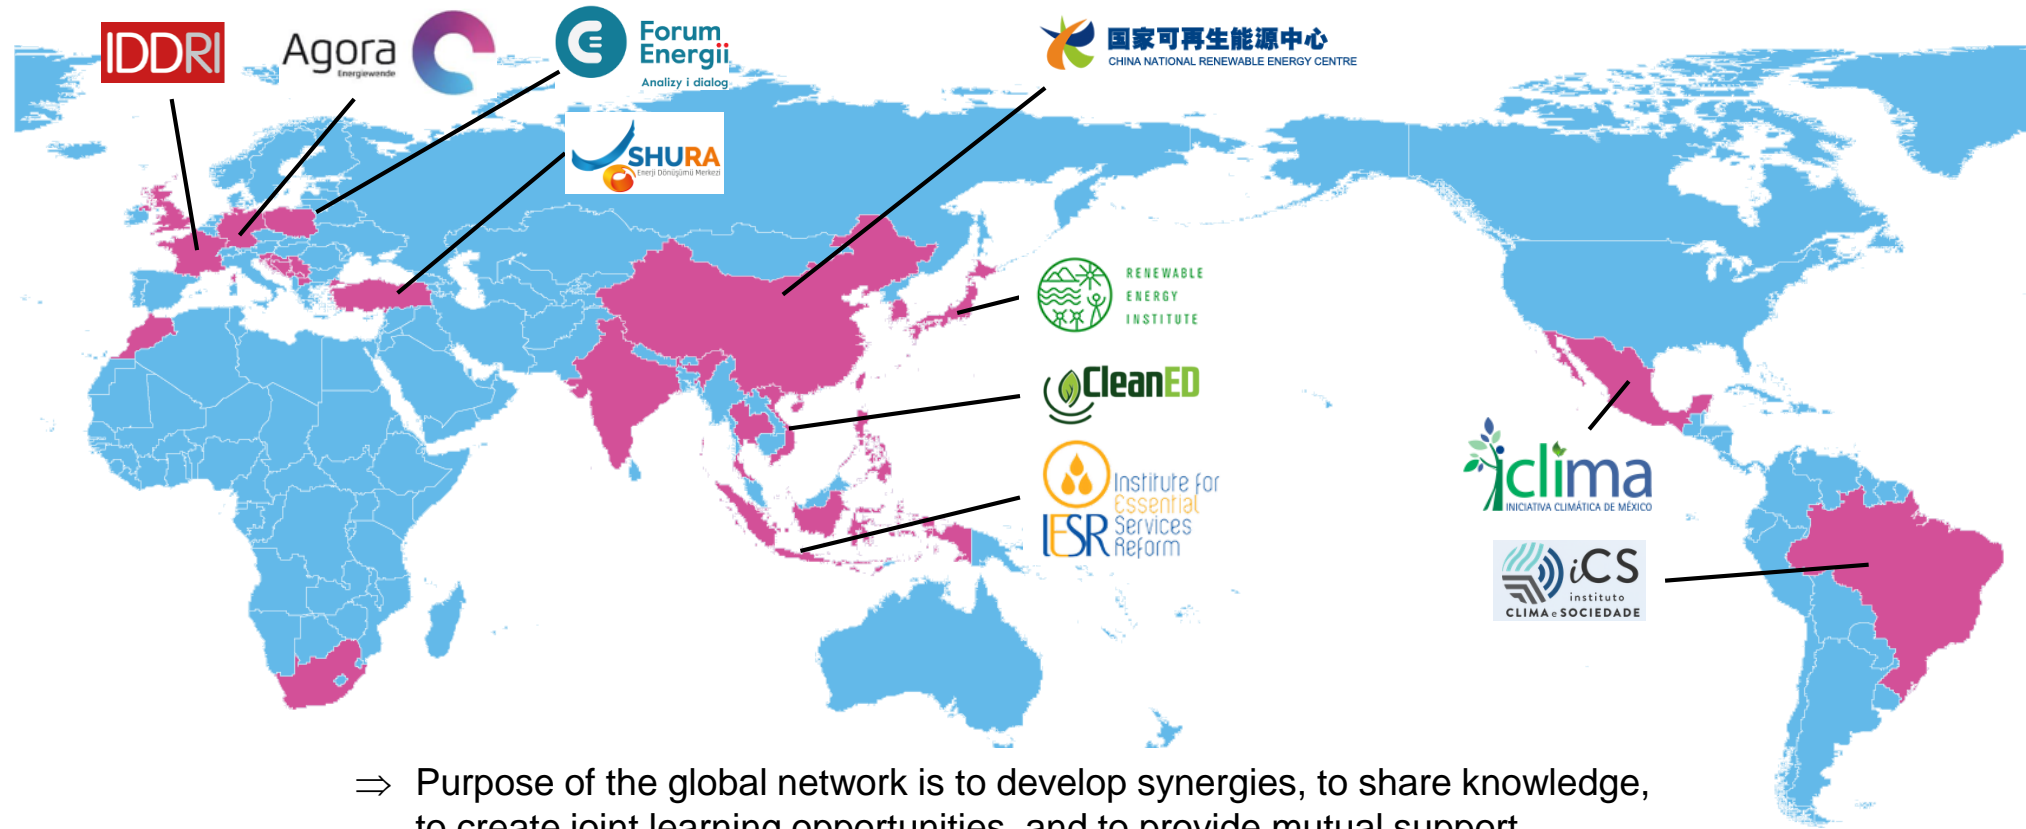 IDDRI
Agora
Energiewende
Forum
Energii
Analizy i dialog
SHURA
Enerji Dönüşümü Merkezi
国家可再生能源中心
CHINA NATIONAL RENEWABLE ENERGY CENTRE
RENEWABLE
ENERGY
INSTITUTE
CleanED
Institute for
Essential
IESR Services
Reform
iclima
INICIATIVA CLIMÁTICA DE MÉXICO
iCS
instituto
CLIMA e SOCIEDADE
⇒ Purpose of the global network is to develop synergies, to share knowledge,
to create joint learning opportunities, and to provide mutual support